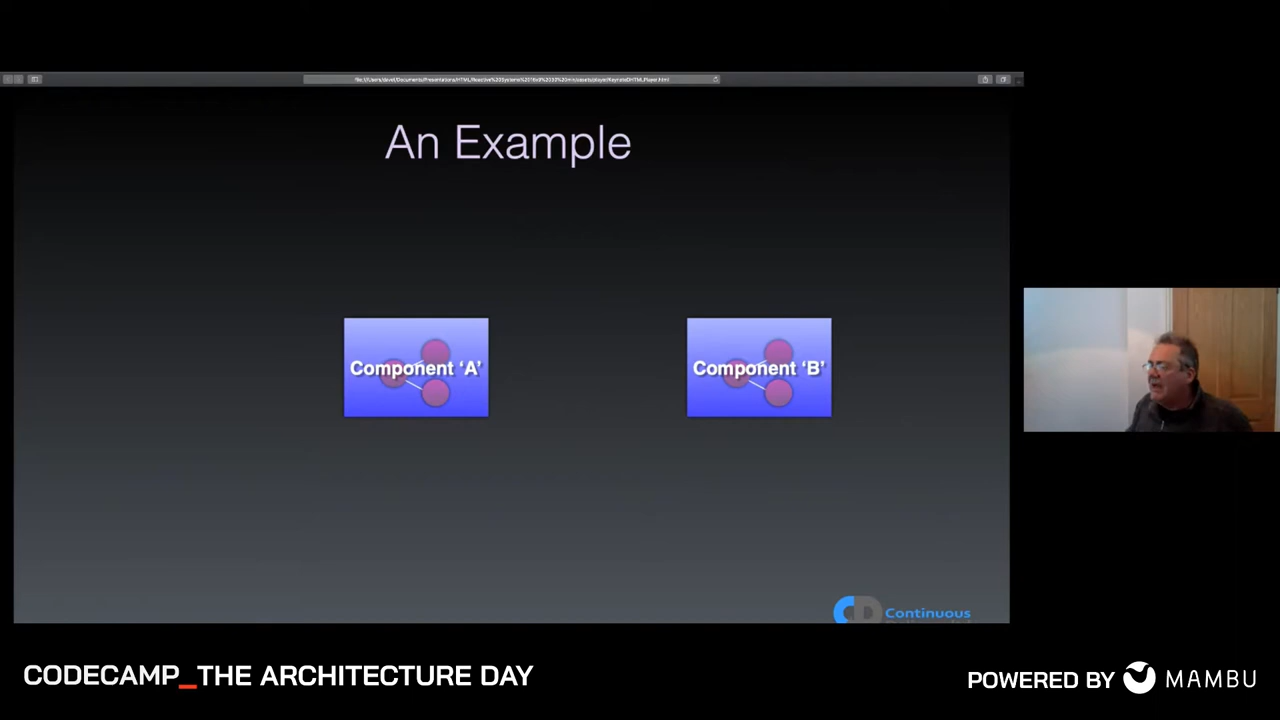 An Example
Component ‘A’
Component ‘B’
Continuous
CODECAMP_THE ARCHITECTURE DAY
POWERED BY MAMBU